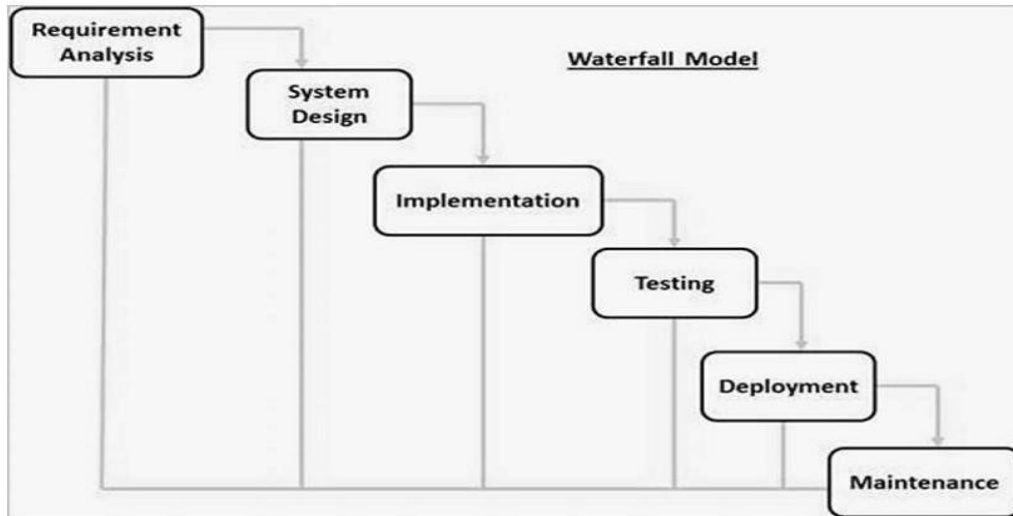 Requirement
Analysis
Waterfall Model
System
Design
Implementation
Testing
Deployment
Maintenance